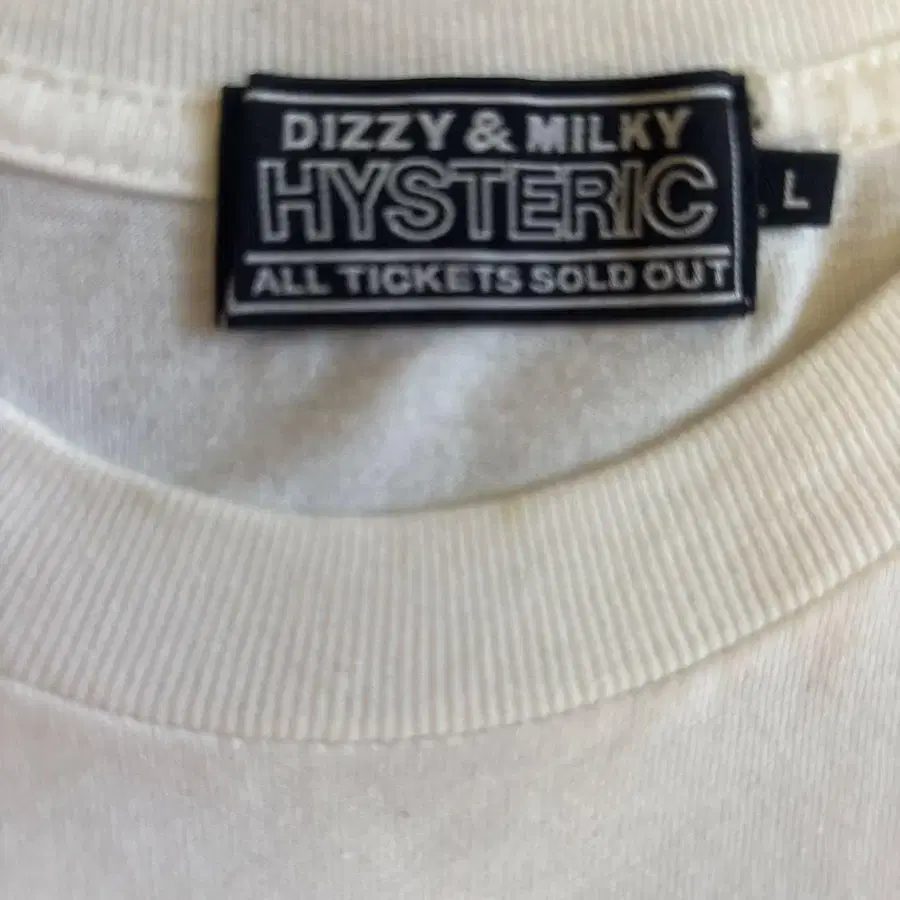 DIZZY & MILKY
HYSTERIC
ALL TICKETS SOLD OUT
L